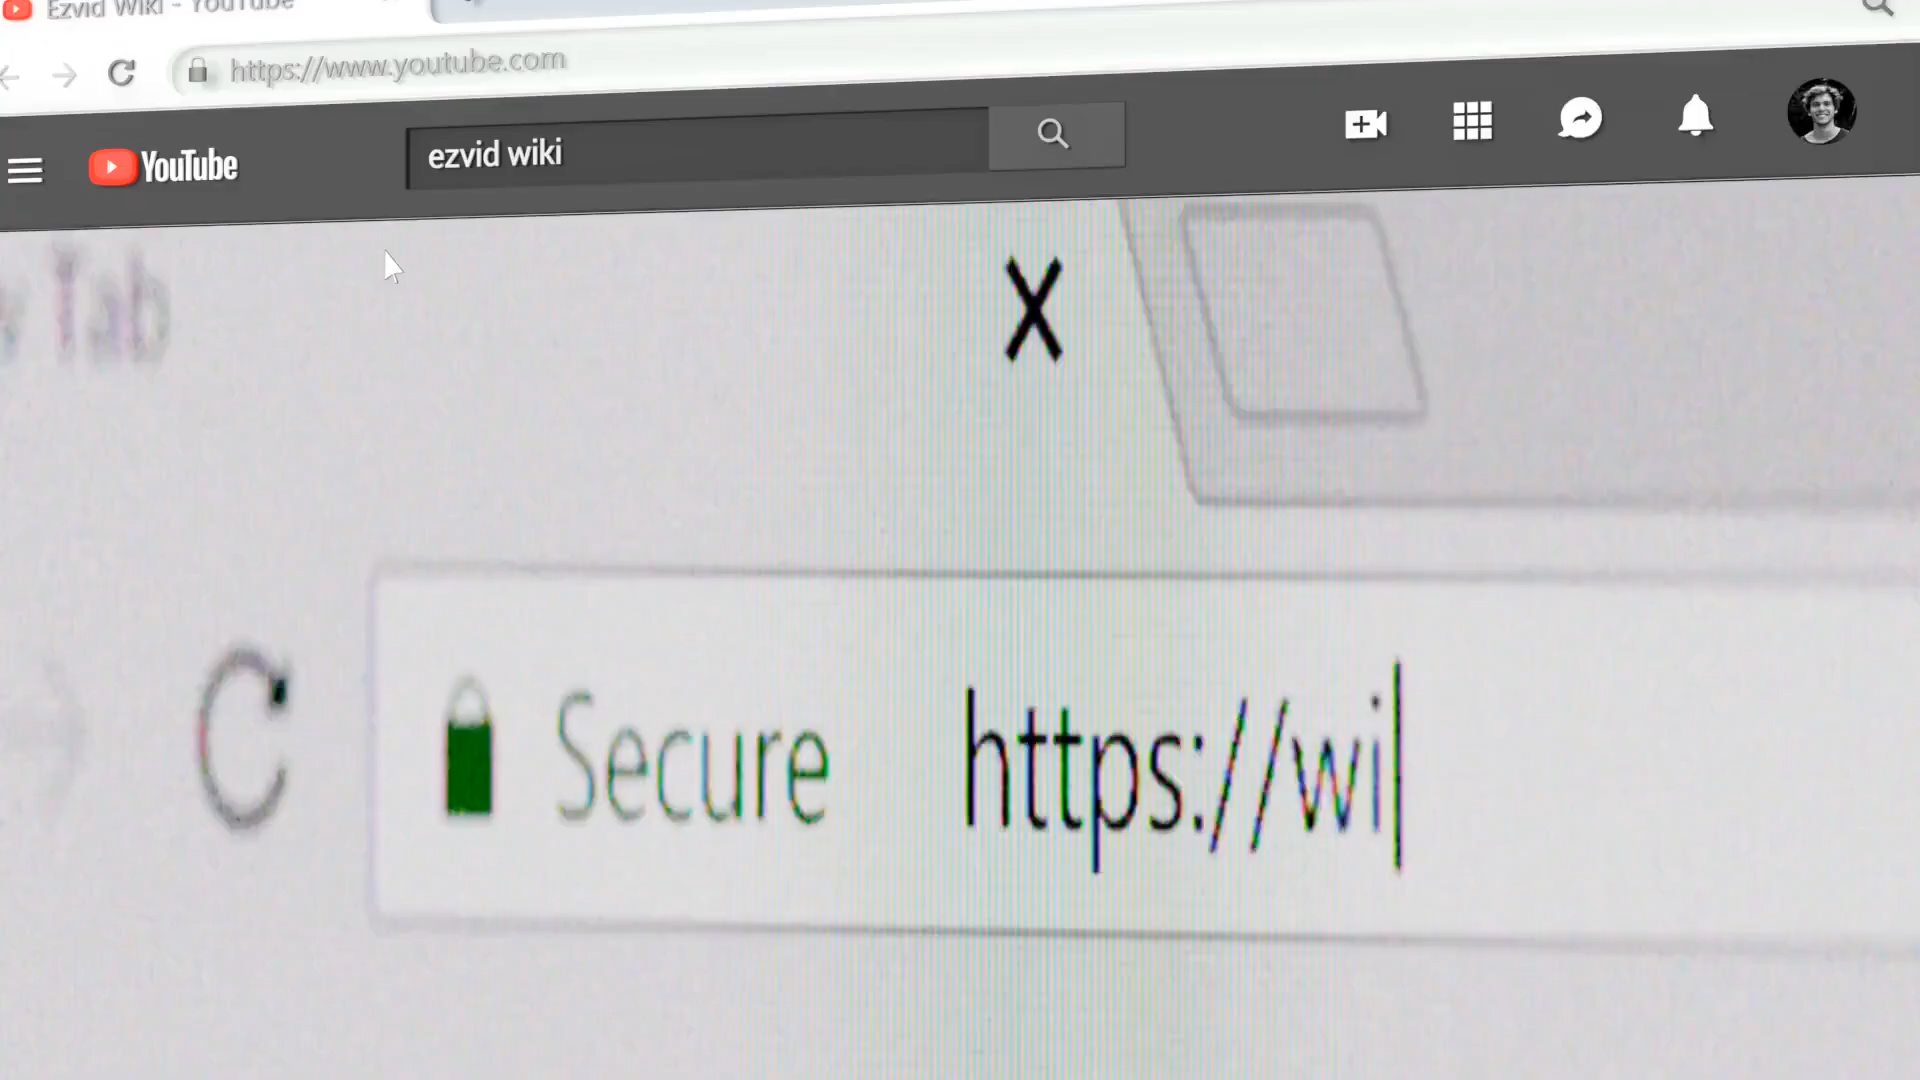 Ezvid Wiki - YouTube
https://www.youtube.com
YouTube
ezvid wiki
Tab
X
Secure https://wi